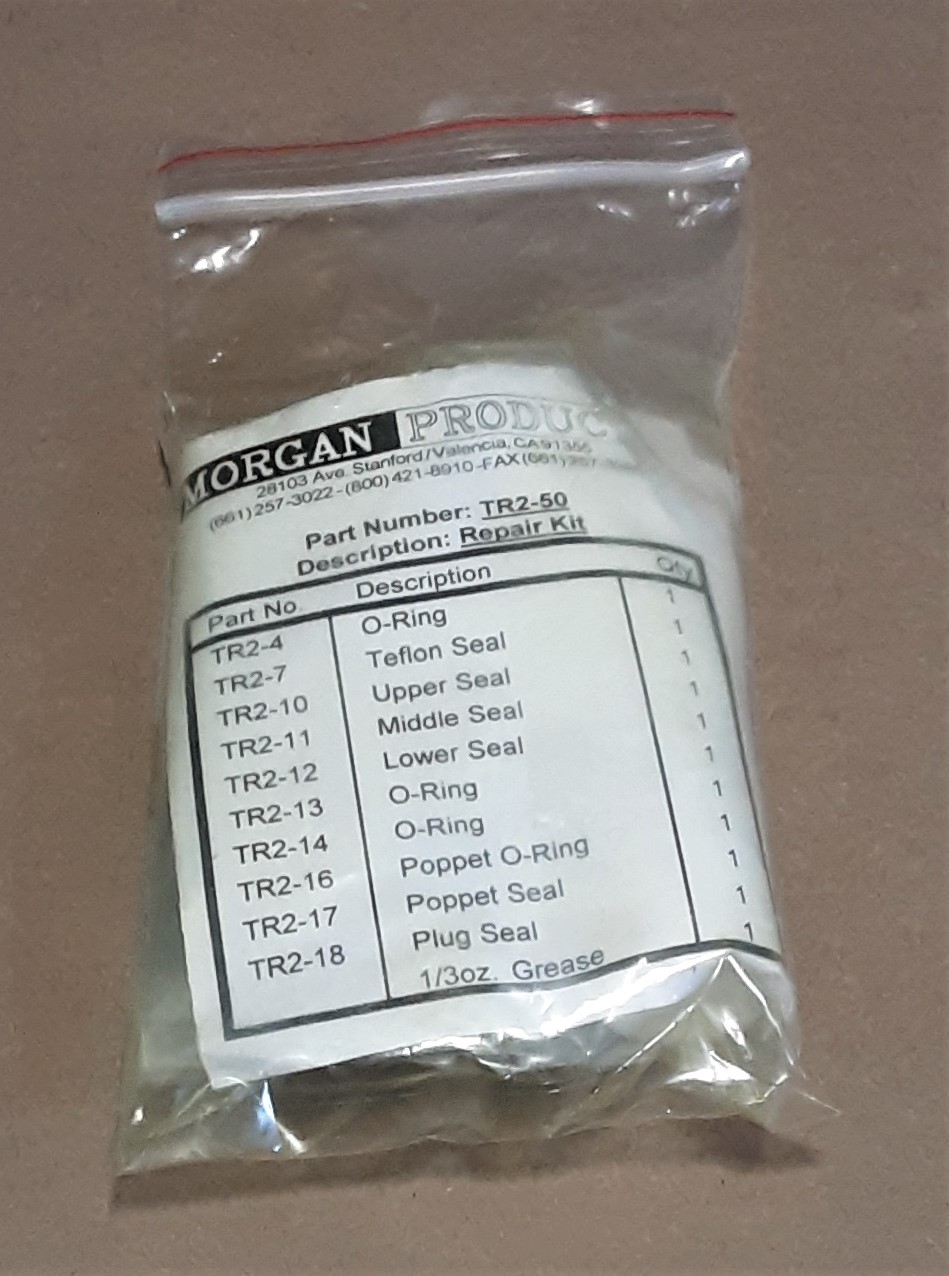 MORGAN PRODUC
28103 Ave. Stanford/Valencia, CA 91355
(661)257-3022-(800)421-8910-FAX(661)257-
Part Number: TR2-50
Description: Repair Kit
Part No. Description Qty
TR2-4 O-Ring 1
TR2-7 Teflon Seal 1
TR2-10 Upper Seal 1
TR2-11 Middle Seal 1
TR2-12 Lower Seal 1
TR2-13 O-Ring 1
TR2-14 O-Ring 1
TR2-16 Poppet O-Ring 1
TR2-17 Poppet Seal 1
TR2-18 Plug Seal 1
1/3oz. Grease 1